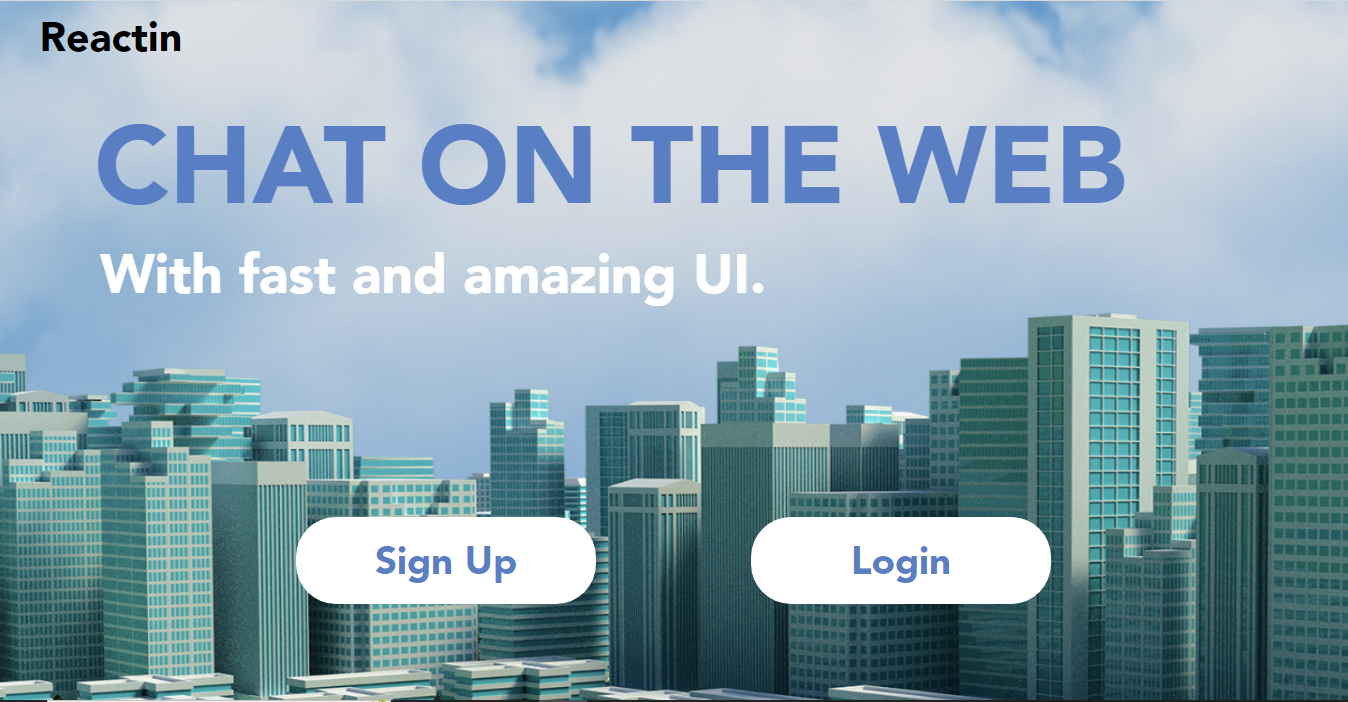 Reactin
CHAT ON THE WEB
With fast and amazing UI.
Sign Up
Login